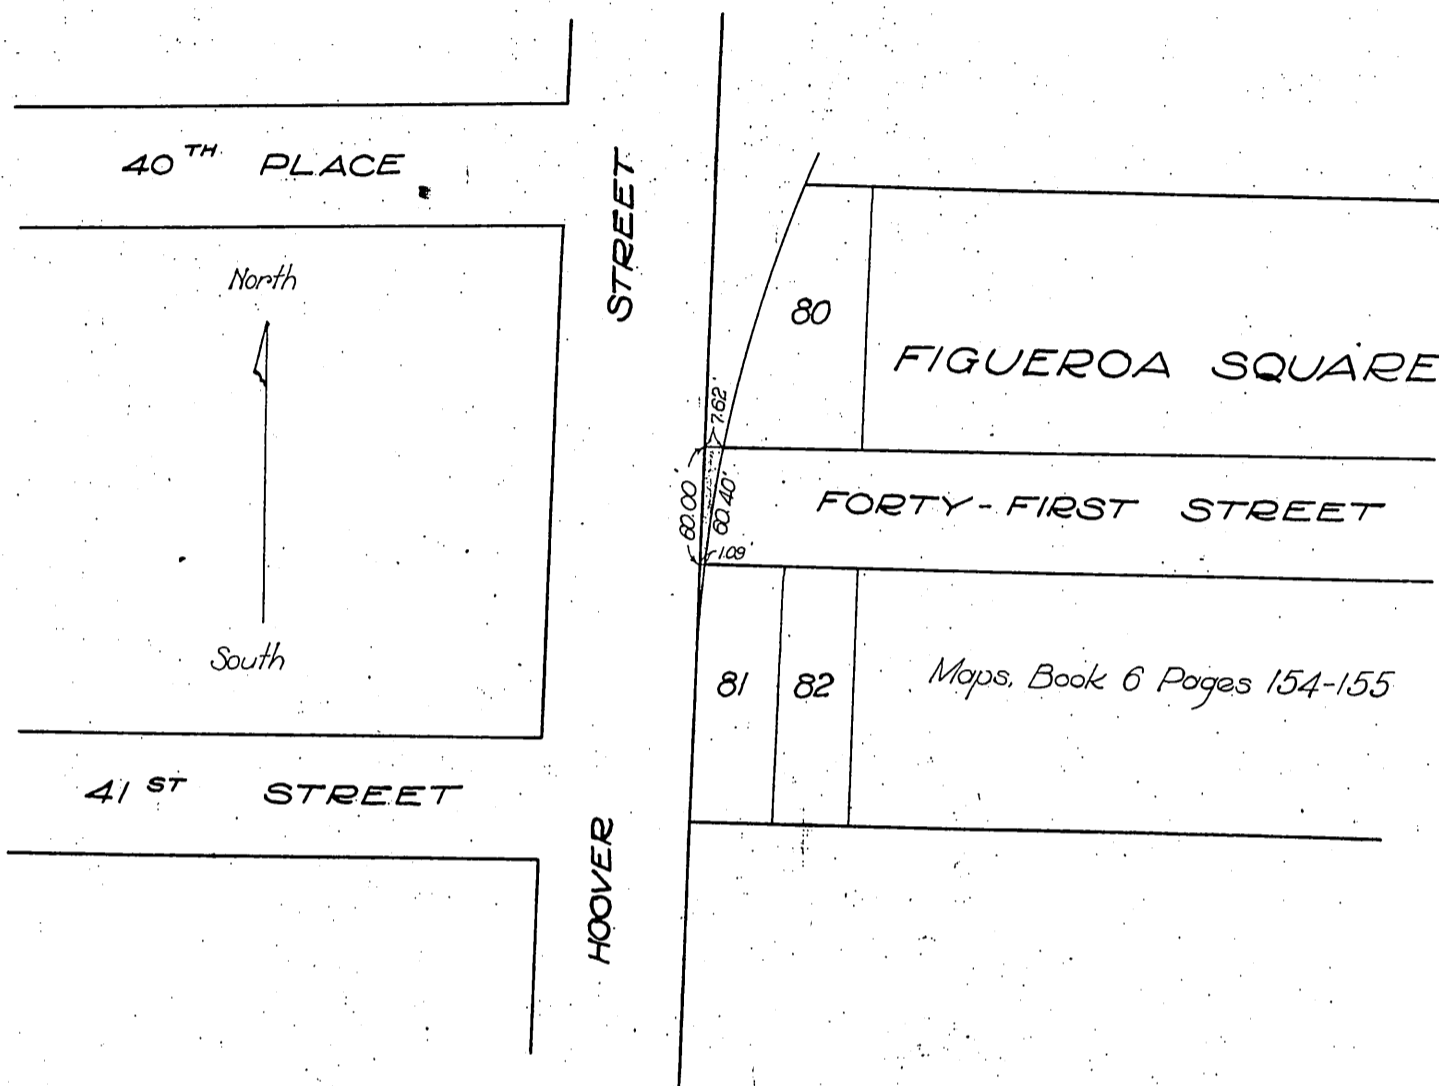 40TH PLACE
STREET
North
80
FIGUEROA SQUARE
7.62'
60.00'
60.40'
FORTY-FIRST STREET
1.09'
South
81
82
Maps, Book 6 Pages 154-155
41ST STREET
HOOVER